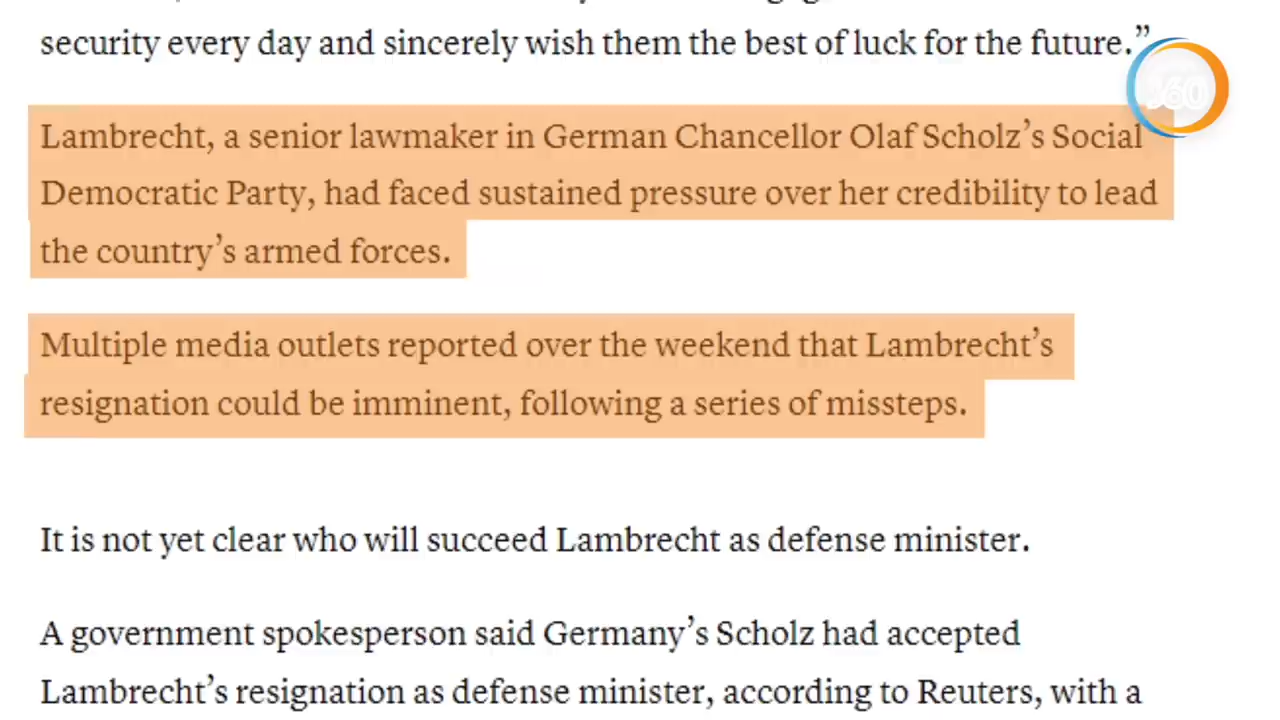 security every day and sincerely wish them the best of luck for the future.”
Lambrecht, a senior lawmaker in German Chancellor Olaf Scholz’s Social
Democratic Party, had faced sustained pressure over her credibility to lead
the country’s armed forces.
Multiple media outlets reported over the weekend that Lambrecht’s
resignation could be imminent, following a series of missteps.
It is not yet clear who will succeed Lambrecht as defense minister.
A government spokesperson said Germany’s Scholz had accepted
Lambrecht’s resignation as defense minister, according to Reuters, with a